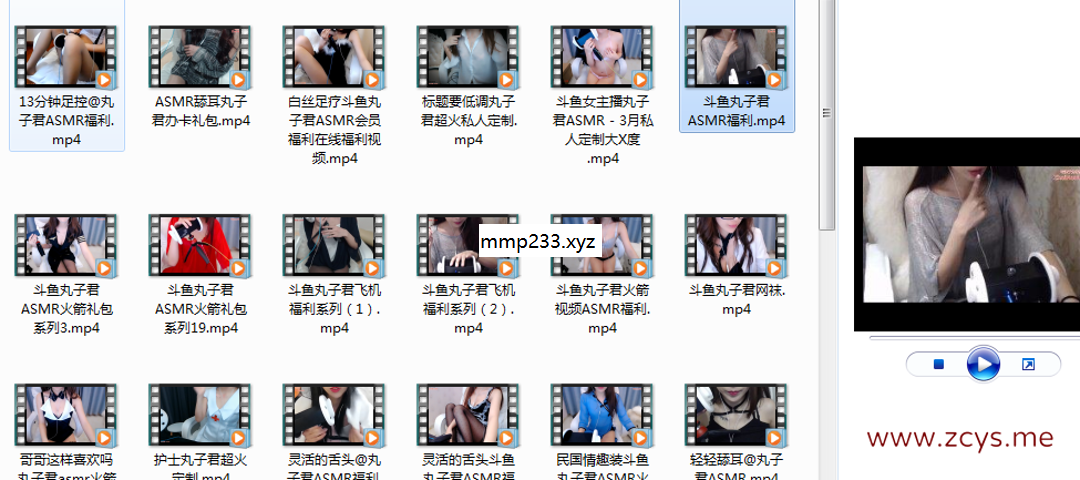 13分钟足控@丸
子君ASMR福利.
mp4
ASMR舔耳丸子
君办卡礼包.mp4
白丝足疗斗鱼丸
子君ASMR会员
福利在线福利视
频.mp4
标题要低调丸子
君超火私人定制.
mp4
斗鱼女主播丸子
君ASMR - 3月私
人定制大X度
.mp4
斗鱼丸子君
ASMR福利.mp4
mmp233.xyz
斗鱼丸子君
ASMR火箭礼包
系列3.mp4
斗鱼丸子君
ASMR火箭礼包
系列19.mp4
斗鱼丸子君飞机
福利系列（1）.
mp4
斗鱼丸子君飞机
福利系列（2）.
mp4
斗鱼丸子君火箭
视频ASMR福利.
mp4
斗鱼丸子君网袜.
mp4
哥哥这样喜欢吗
丸子君asmr火箭
护士丸子君超火
定制.mp4
灵活的舌头@丸
子君ASMR福利
灵活的舌头斗鱼
丸子君ASMR福
民国情趣装斗鱼
丸子君ASMR火
轻轻舔耳@丸子
君ASMR.mp4
www.zcys.me